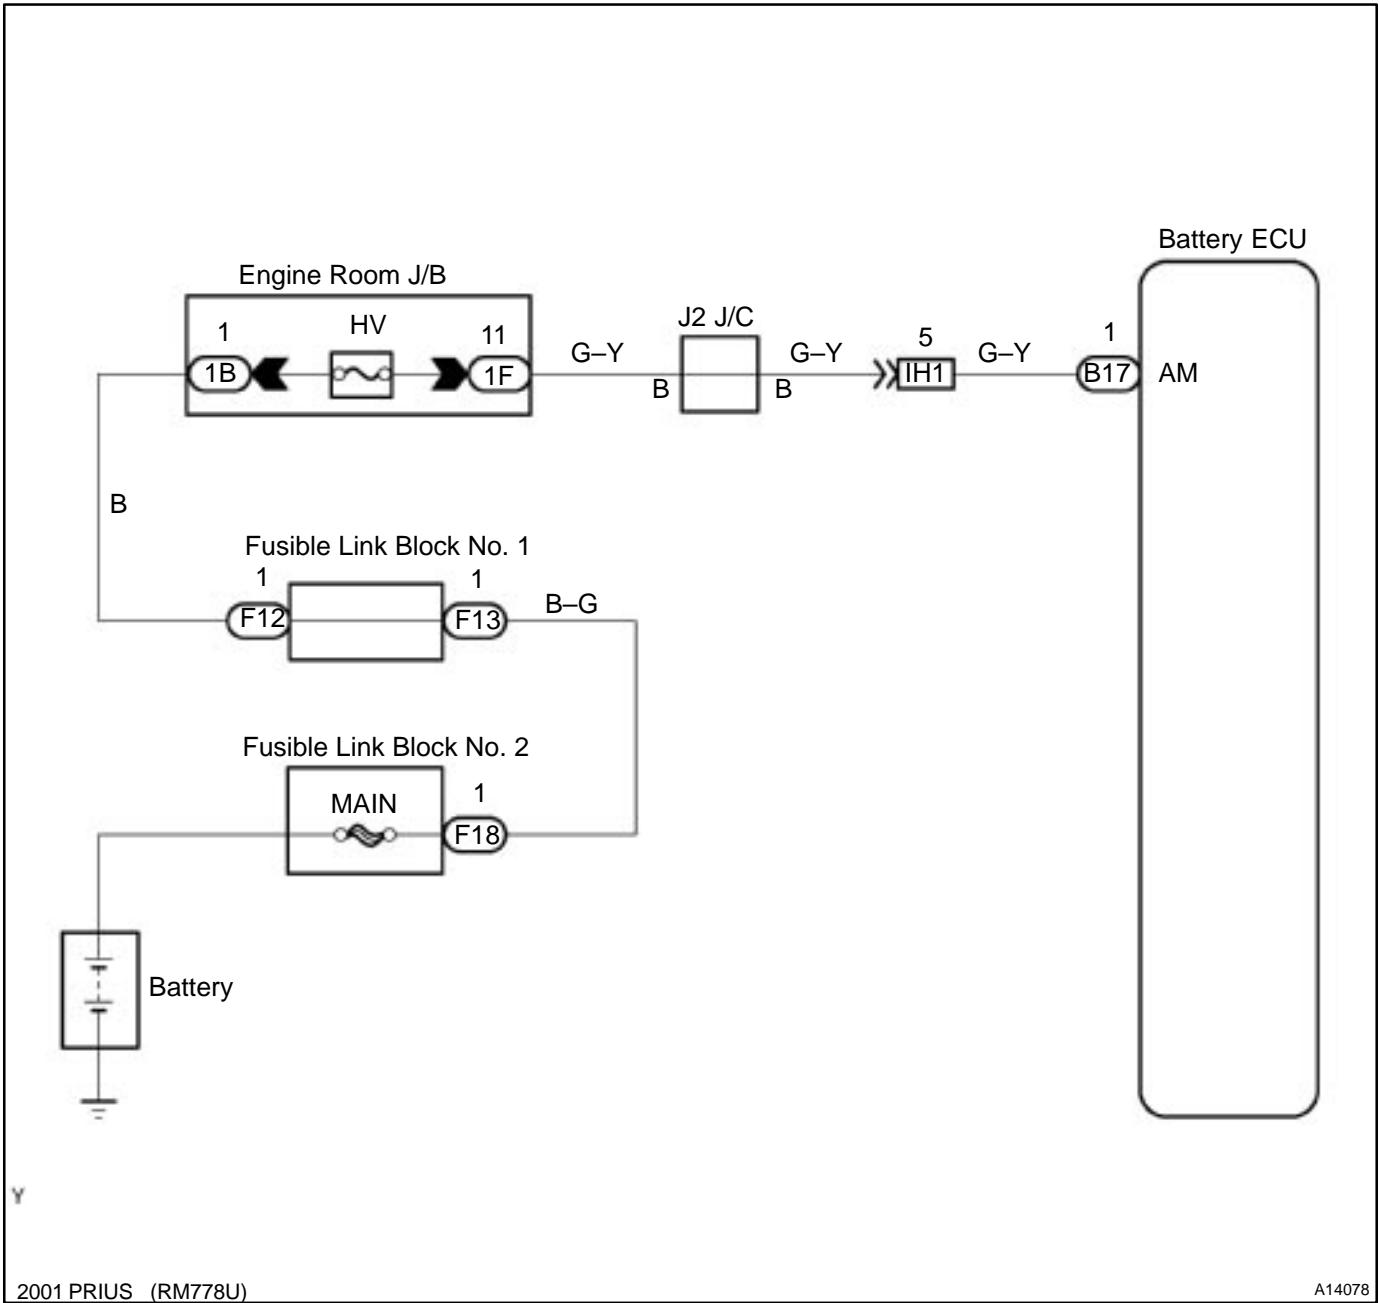 Battery ECU
Engine Room J/B
1
HV
11
J2 J/C
5
1
G–Y
G–Y
G–Y
1B
1F
B
B
IH1
B17
AM
B
Fusible Link Block No. 1
1
1
F12
F13
B–G
Fusible Link Block No. 2
MAIN
1
F18
Battery
Y
2001 PRIUS (RM778U)
A14078